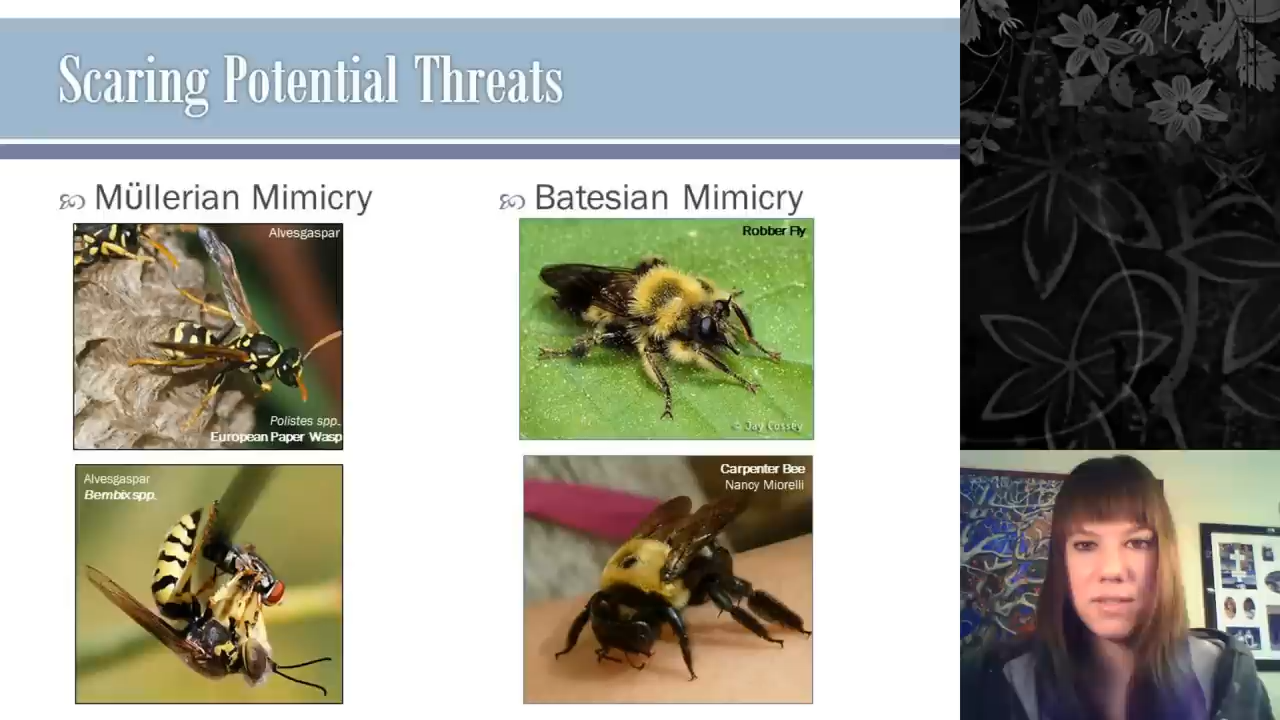 Scaring Potential Threats
MÜllerian Mimicry
Alvesgaspar
Polistes spp.
European Paper Wasp
Alvesgaspar
Bembix spp.
Batesian Mimicry
Robber Fly
© Jay Cossey
Carpenter Bee
Nancy Miorelli